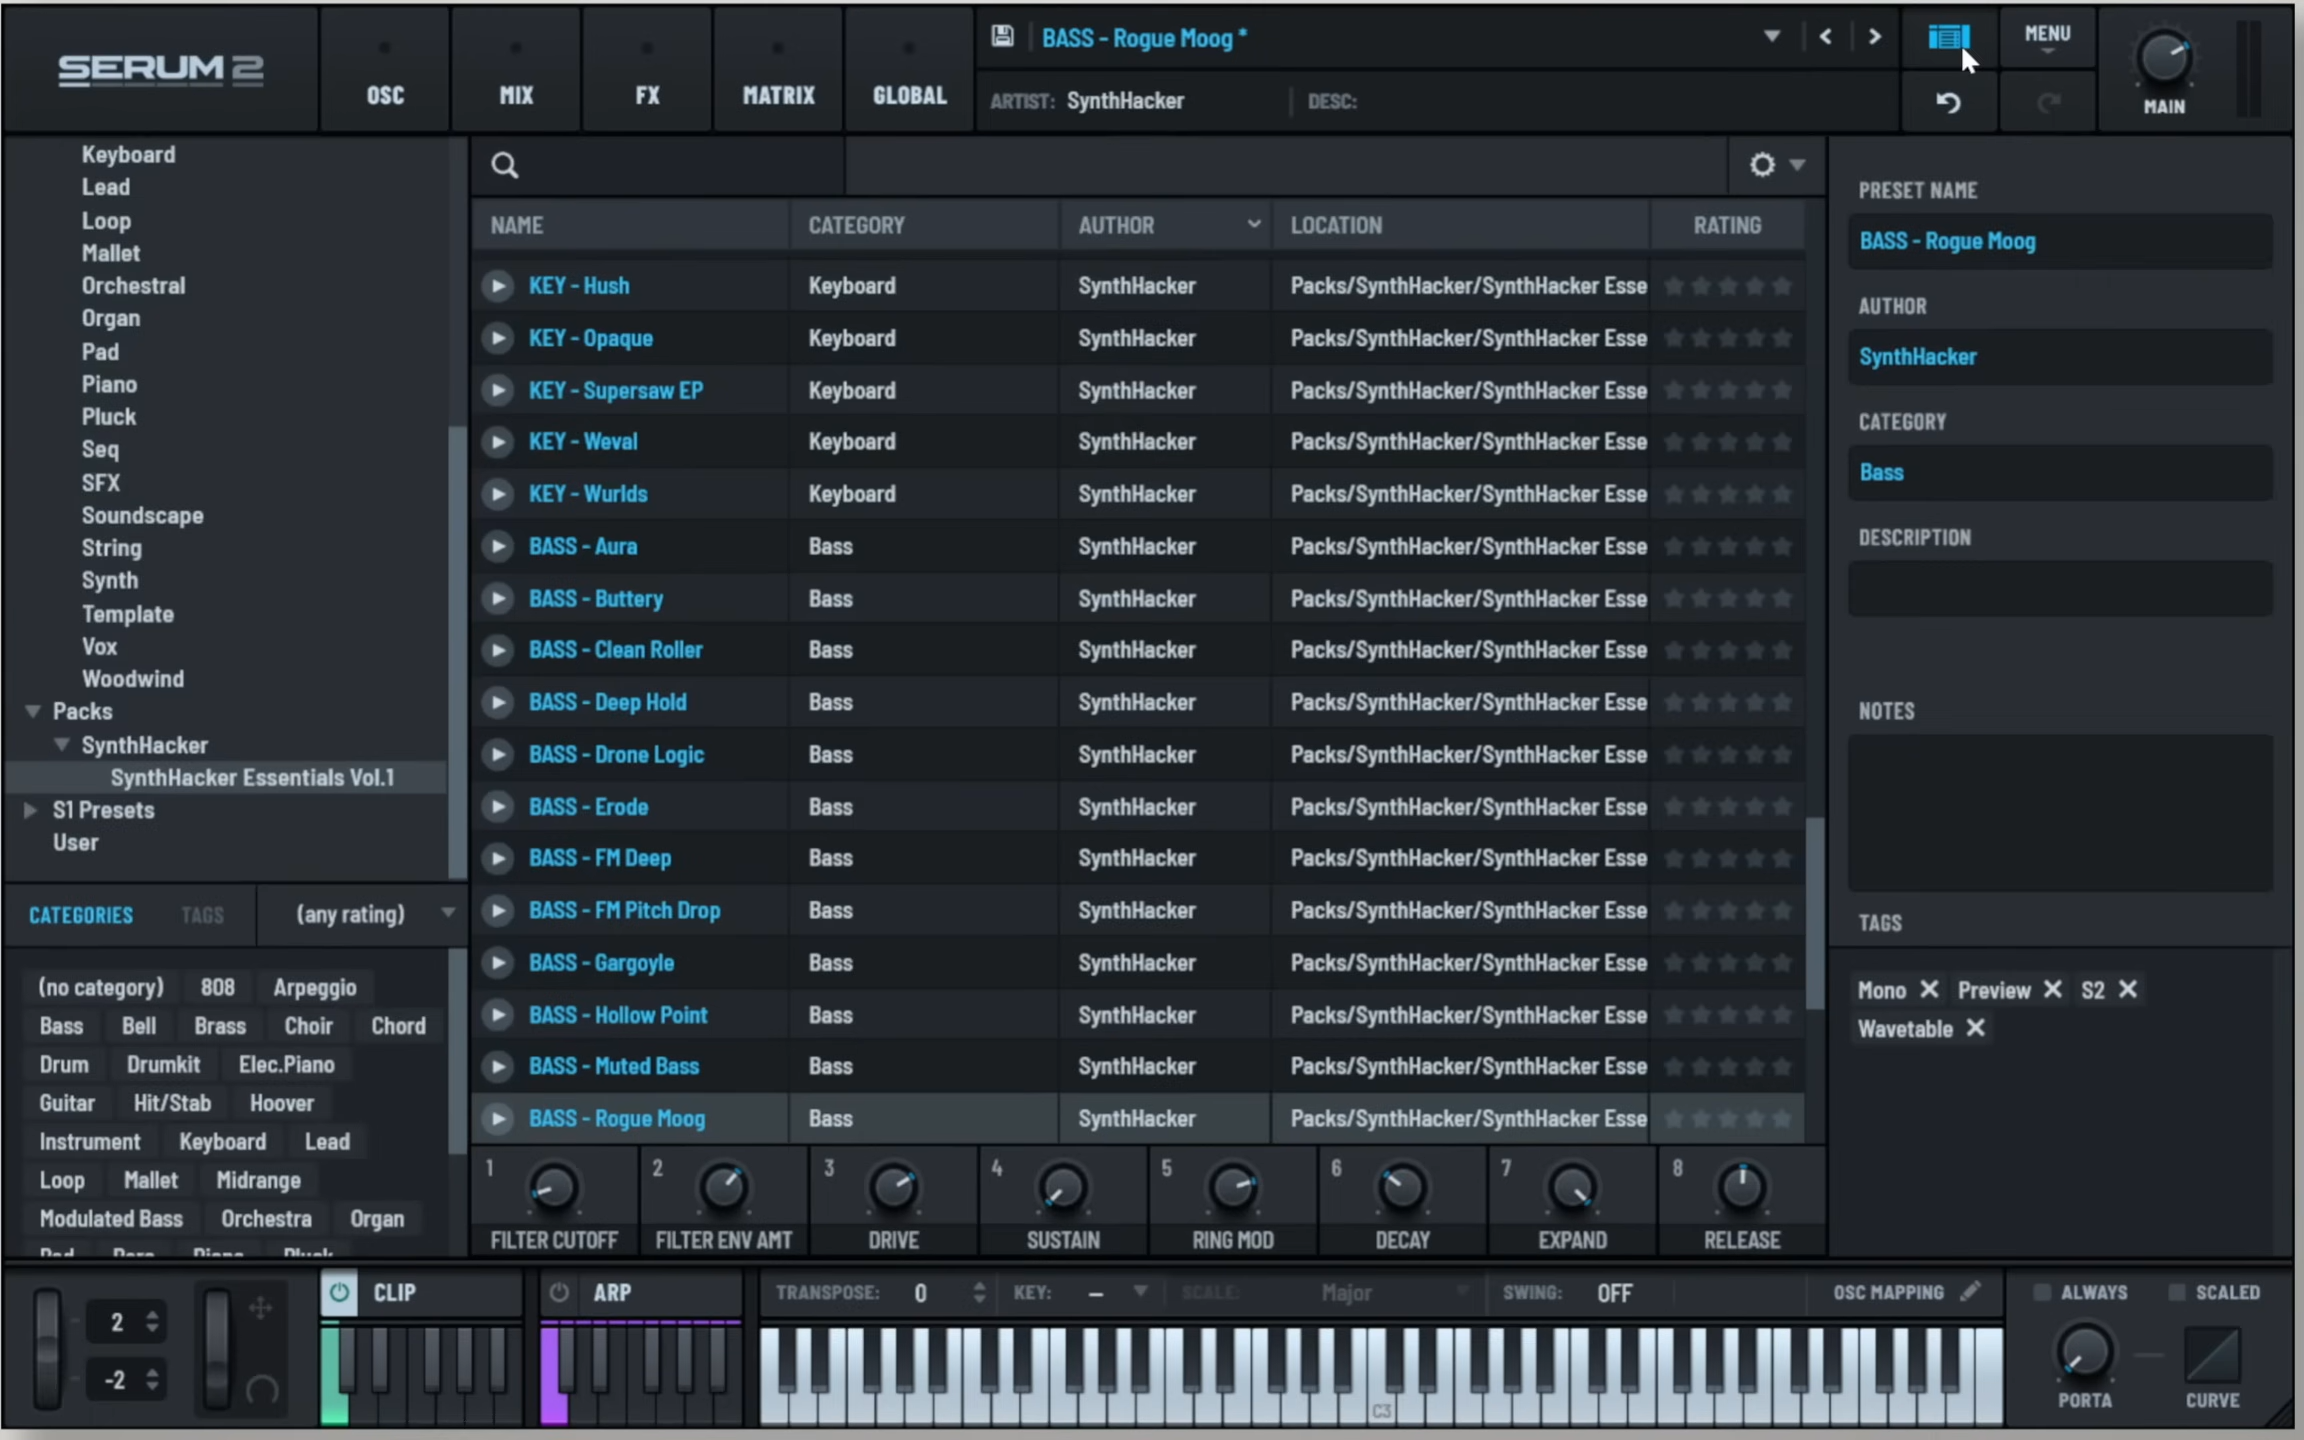 SERUM 2
OSC
MIX
FX
MATRIX
GLOBAL
BASS - Rogue Moog *
ARTIST: SynthHacker
DESC:
MENU
MAIN
Keyboard
Lead
Loop
Mallet
Orchestral
Organ
Pad
Piano
Pluck
Seq
SFX
Soundscape
String
Synth
Template
Vox
Woodwind
Packs
SynthHacker
SynthHacker Essentials Vol.1
S1 Presets
User
CATEGORIES TAGS (any rating)
(no category) 808 Arpeggio
Bass Bell Brass Choir Chord
Drum Drumkit Elec.Piano
Guitar Hit/Stab Hoover
Instrument Keyboard Lead
Loop Mallet Midrange
Modulated Bass Orchestra Organ
NAME CATEGORY AUTHOR LOCATION RATING
KEY - Hush Keyboard SynthHacker Packs/SynthHacker/SynthHacker Esse
KEY - Opaque Keyboard SynthHacker Packs/SynthHacker/SynthHacker Esse
KEY - Supersaw EP Keyboard SynthHacker Packs/SynthHacker/SynthHacker Esse
KEY - Weval Keyboard SynthHacker Packs/SynthHacker/SynthHacker Esse
KEY - Wurlds Keyboard SynthHacker Packs/SynthHacker/SynthHacker Esse
BASS - Aura Bass SynthHacker Packs/SynthHacker/SynthHacker Esse
BASS - Buttery Bass SynthHacker Packs/SynthHacker/SynthHacker Esse
BASS - Clean Roller Bass SynthHacker Packs/SynthHacker/SynthHacker Esse
BASS - Deep Hold Bass SynthHacker Packs/SynthHacker/SynthHacker Esse
BASS - Drone Logic Bass SynthHacker Packs/SynthHacker/SynthHacker Esse
BASS - Erode Bass SynthHacker Packs/SynthHacker/SynthHacker Esse
BASS - FM Deep Bass SynthHacker Packs/SynthHacker/SynthHacker Esse
BASS - FM Pitch Drop Bass SynthHacker Packs/SynthHacker/SynthHacker Esse
BASS - Gargoyle Bass SynthHacker Packs/SynthHacker/SynthHacker Esse
BASS - Hollow Point Bass SynthHacker Packs/SynthHacker/SynthHacker Esse
BASS - Muted Bass Bass SynthHacker Packs/SynthHacker/SynthHacker Esse
BASS - Rogue Moog Bass SynthHacker Packs/SynthHacker/SynthHacker Esse
1 2 3 4 5 6 7 8
FILTER CUTOFF FILTER ENV AMT DRIVE SUSTAIN RING MOD DECAY EXPAND RELEASE
PRESET NAME
BASS - Rogue Moog
AUTHOR
SynthHacker
CATEGORY
Bass
DESCRIPTION
NOTES
TAGS
Mono Preview S2
Wavetable
2
-2
CLIP
ARP
TRANSPOSE: 0 KEY: – SCALE: Major SWING: OFF OSC MAPPING
C3
ALWAYS SCALED
PORTA CURVE